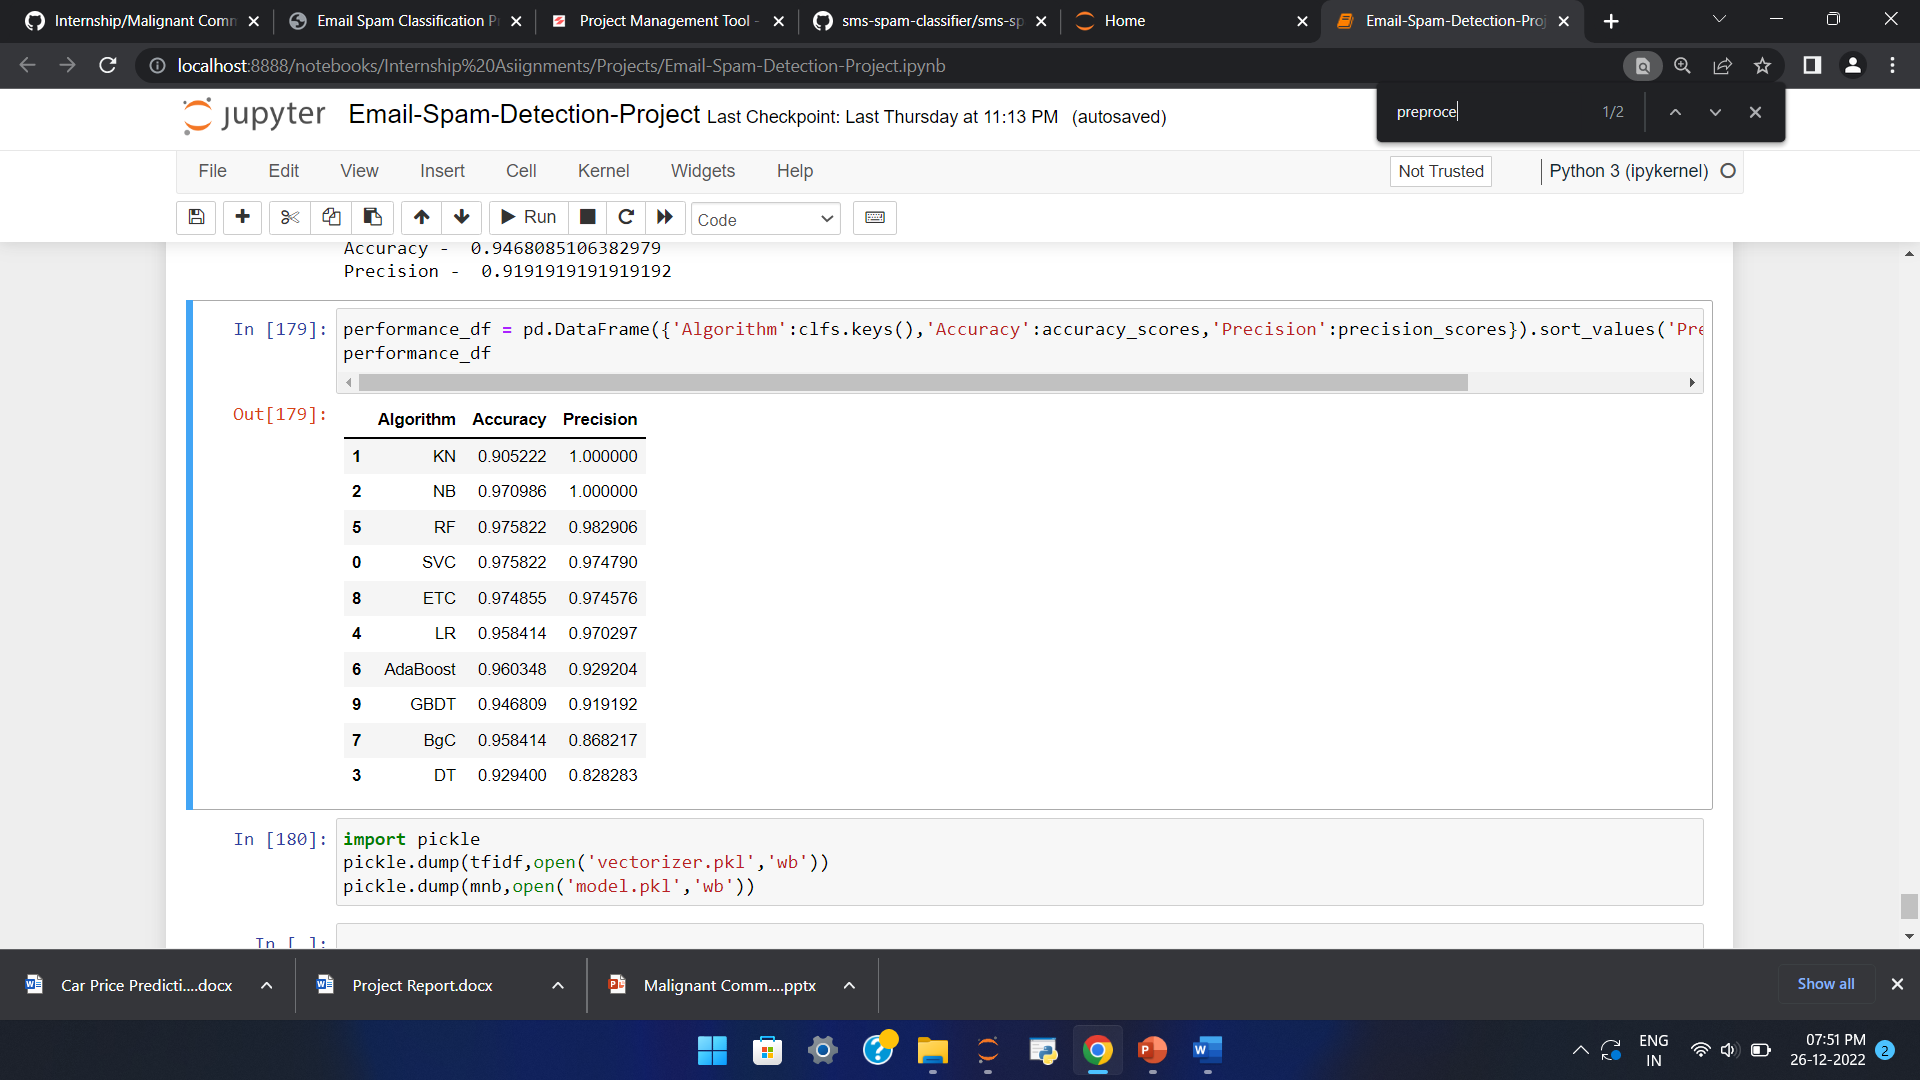 Internship/Malignant Comm
Email Spam Classification P
Project Management Tool -
sms-spam-classifier/sms-sp
Home
Email-Spam-Detection-Proj
localhost:8888/notebooks/Internship%20Asiignments/Projects/Email-Spam-Detection-Project.ipynb
preproce 1/2
jupyter Email-Spam-Detection-Project Last Checkpoint: Last Thursday at 11:13 PM (autosaved)
File Edit View Insert Cell Kernel Widgets Help Not Trusted Python 3 (ipykernel)
Run Code
Accuracy - 0.9468085106382979
Precision - 0.9191919191919192
In [179]: performance_df = pd.DataFrame({'Algorithm':clfs.keys(),'Accuracy':accuracy_scores,'Precision':precision_scores}).sort_values('Pre
performance_df
Out[179]:
Algorithm Accuracy Precision
1 KN 0.905222 1.000000
2 NB 0.970986 1.000000
5 RF 0.975822 0.982906
0 SVC 0.975822 0.974790
8 ETC 0.974855 0.974576
4 LR 0.958414 0.970297
6 AdaBoost 0.960348 0.929204
9 GBDT 0.946809 0.919192
7 BgC 0.958414 0.868217
3 DT 0.929400 0.828283
In [180]: import pickle
pickle.dump(tfidf,open('vectorizer.pkl','wb'))
pickle.dump(mnb,open('model.pkl','wb'))
In [ ]:
Car Price Predicti....docx
Project Report.docx
Malignant Comm....pptx
Show all
ENG
IN
07:51 PM
26-12-2022
2